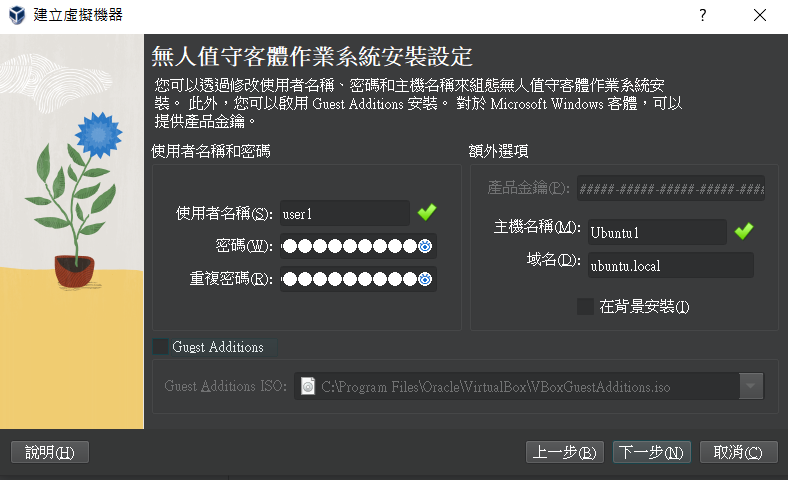 建立虛擬機器
?
無人值守客體作業系統安裝設定
您可以透過修改使用者名稱、密碼和主機名稱來組態無人值守客體作業系統安
裝。 此外，您可以啟用 Guest Additions 安裝。 對於 Microsoft Windows 客體，可以
提供產品金鑰。
使用者名稱和密碼
使用者名稱(S): user1
密碼(W):
重複密碼(R):
額外選項
產品金鑰(P): #####-#####-#####-#####-####
主機名稱(M): Ubuntu1
域名(D): ubuntu.local
在背景安裝(I)
Guest Additions
Guest Additions ISO: C:\Program Files\Oracle\VirtualBox\VBoxGuestAdditions.iso
說明(H) 上一步(B) 下一步(N) 取消(C)